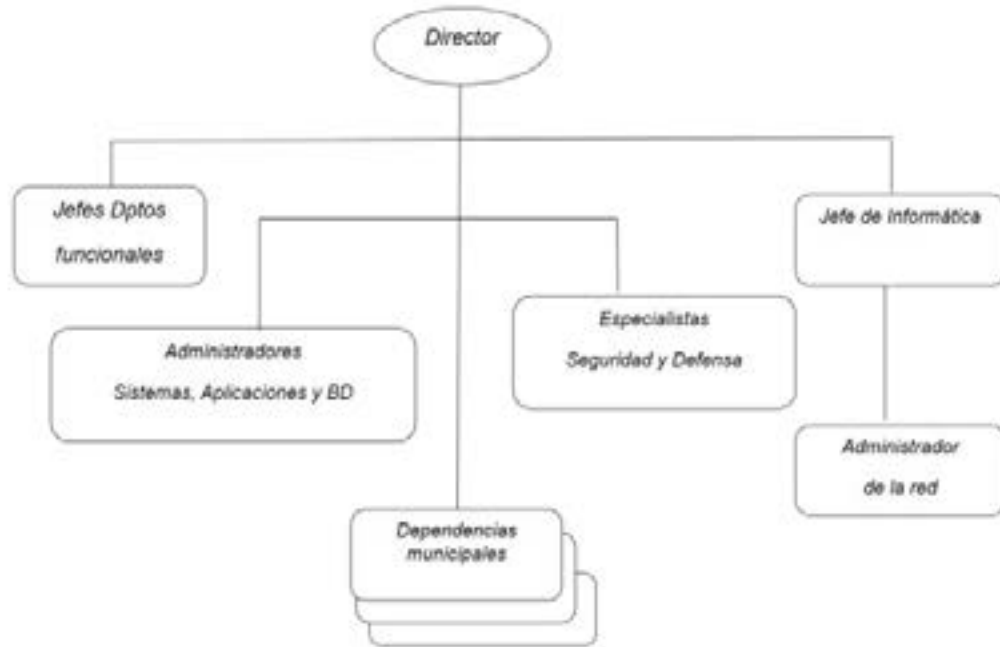 Director
Jefes Dptos
funcionales
Jefe de Informática
Administradores
Sistemas, Aplicaciones y BD
Especialistas
Seguridad y Defensa
Administrador
de la red
Dependencias
municipales